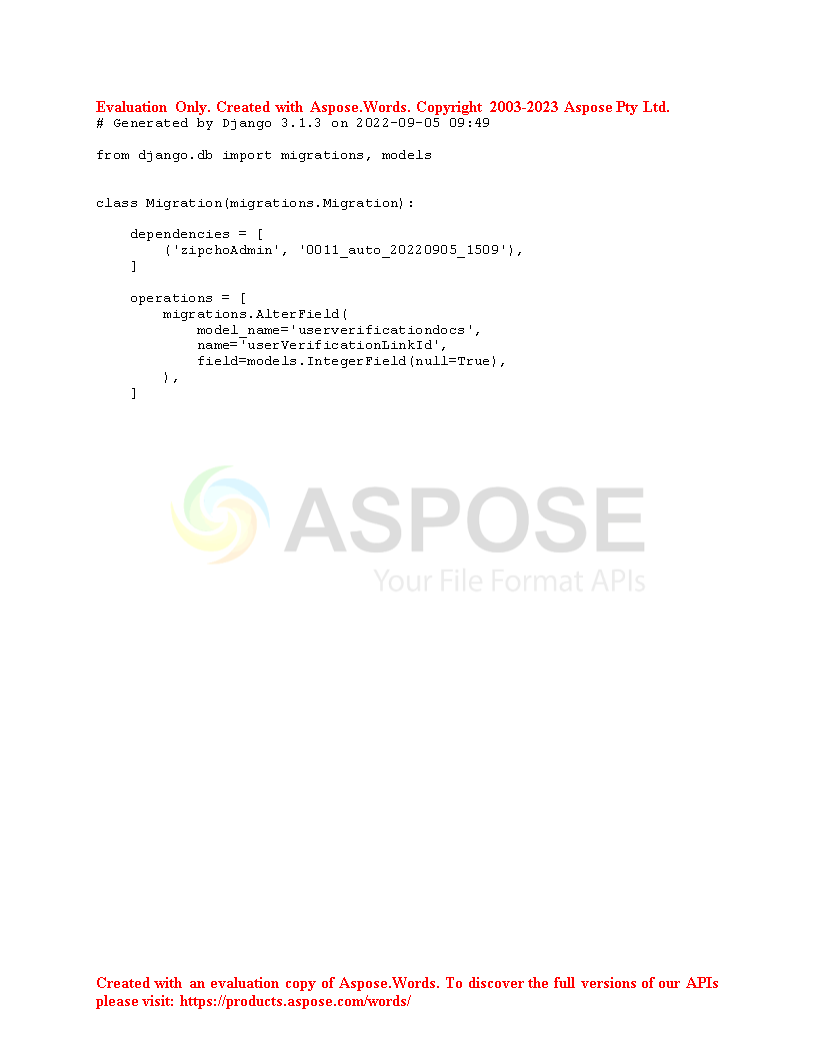 Evaluation Only. Created with Aspose.Words. Copyright 2003-2023 Aspose Pty Ltd.
# Generated by Django 3.1.3 on 2022-09-05 09:49

from django.db import migrations, models


class Migration(migrations.Migration):

    dependencies = [
        ('zipchoAdmin', '0011_auto_20220905_1509'),
    ]

    operations = [
        migrations.AlterField(
            model_name='userverificationdocs',
            name='userVerificationLinkId',
            field=models.IntegerField(null=True),
        ),
    ]
ASPOSE
Your File Format APIs
Created with an evaluation copy of Aspose.Words. To discover the full versions of our APIs
please visit: https://products.aspose.com/words/